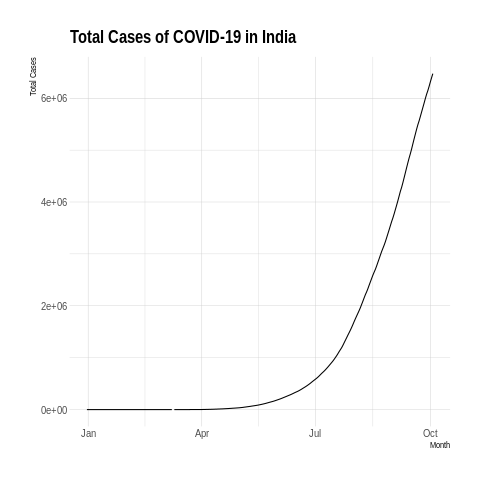 Total Cases of COVID-19 in India
Total Cases
6e+06
4e+06
2e+06
0e+00
Jan Apr Jul Oct
Month